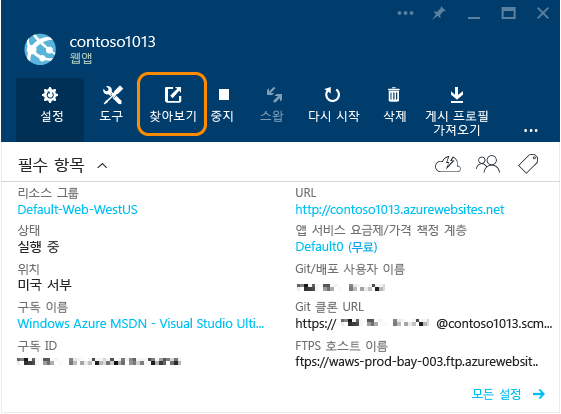 contoso1013
웹앱
설정
도구
찾아보기
중지
스왑
다시 시작
삭제
게시 프로필
가져오기
필수 항목
리소스 그룹
Default-Web-WestUS
상태
실행 중
위치
미국 서부
구독 이름
Windows Azure MSDN - Visual Studio Ulti...
구독 ID
URL
http://contoso1013.azurewebsites.net
앱 서비스 요금제/가격 책정 계층
Default0 (무료)
Git/배포 사용자 이름
Git 클론 URL
https:// @contoso1013.scm...
FTPS 호스트 이름
ftps://waws-prod-bay-003.ftp.azurewebsit..
모든 설정